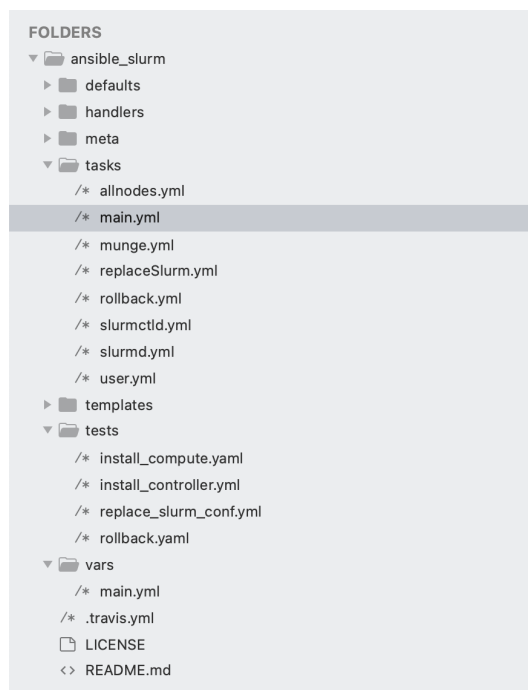 FOLDERS
ansible_slurm
defaults
handlers
meta
tasks
/* allnodes.yml
/* main.yml
/* munge.yml
/* replaceSlurm.yml
/* rollback.yml
/* slurmctld.yml
/* slurmd.yml
/* user.yml
templates
tests
/* install_compute.yaml
/* install_controller.yml
/* replace_slurm_conf.yml
/* rollback.yaml
vars
/* main.yml
/* .travis.yml
LICENSE
<> README.md